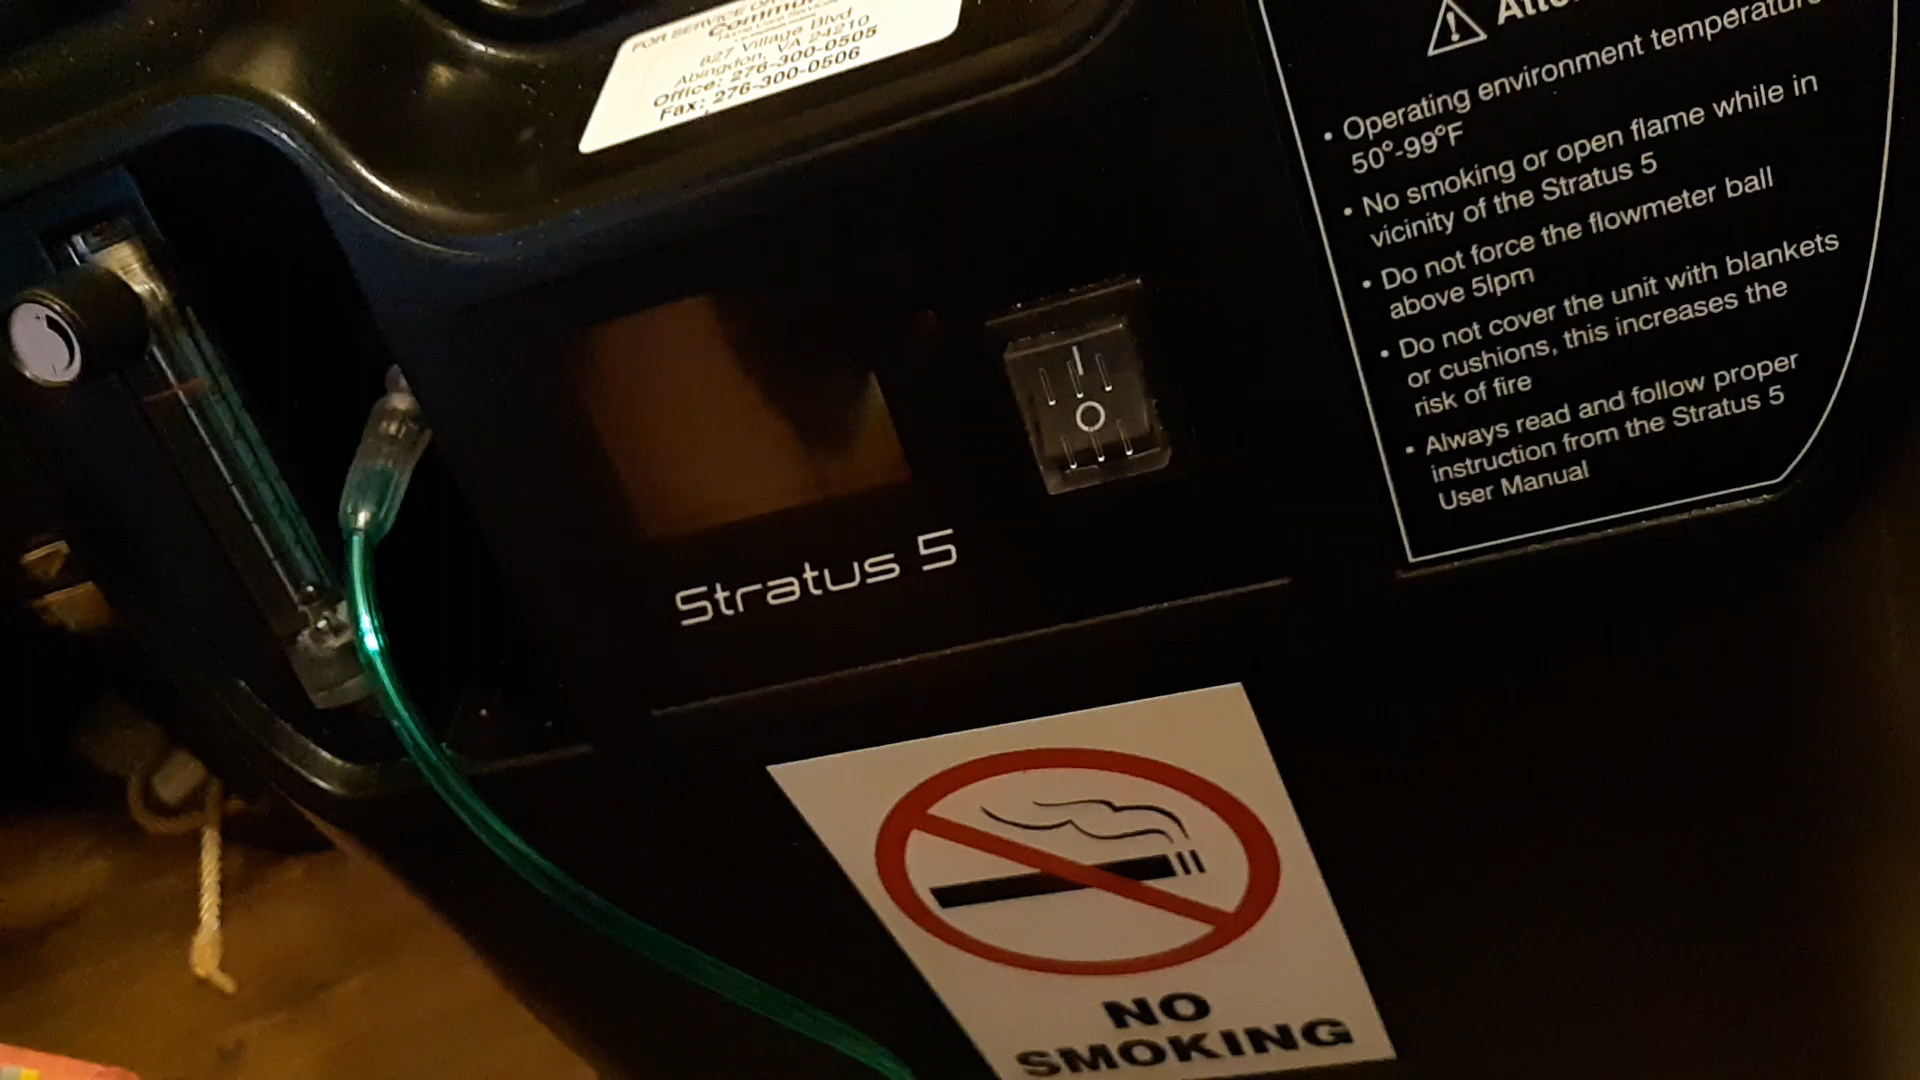 FOR SERVICE
827 Village Blvd
Abingdon, VA 24210
Office: 276-300-0505
Fax: 276-300-0506
• Operating environment temperature
50°-99°F
• No smoking or open flame while in
vicinity of the Stratus 5
• Do not force the flowmeter ball
above 5lpm
• Do not cover the unit with blankets
or cushions, this increases the
risk of fire
• Always read and follow proper
instruction from the Stratus 5
User Manual
I
O
Stratus 5
NO
SMOKING